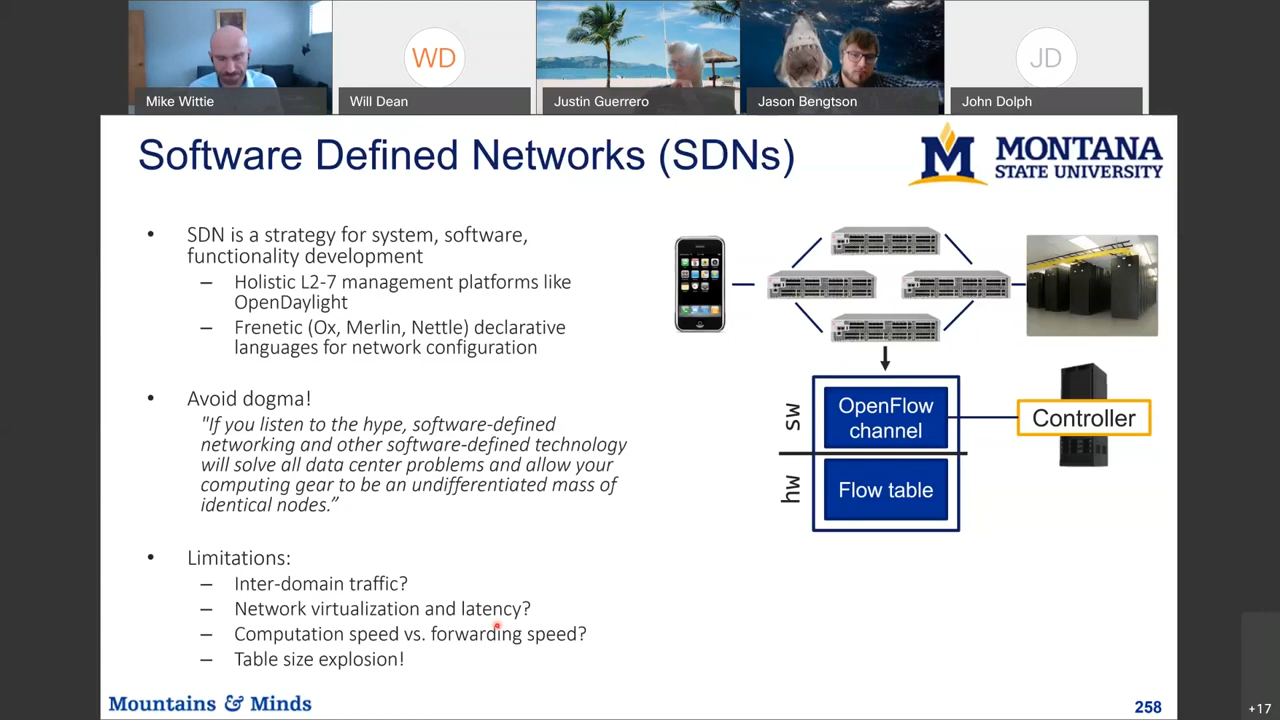 WD
JD
Mike Wittie
Will Dean
Justin Guerrero
Jason Bengtson
John Dolph
Software Defined Networks (SDNs)
M
MONTANA
STATE UNIVERSITY
• SDN is a strategy for system, software,
functionality development
– Holistic L2-7 management platforms like
OpenDaylight
– Frenetic (Ox, Merlin, Nettle) declarative
languages for network configuration
• Avoid dogma!
"If you listen to the hype, software-defined
networking and other software-defined technology
will solve all data center problems and allow your
computing gear to be an undifferentiated mass of
identical nodes.”
• Limitations:
– Inter-domain traffic?
– Network virtualization and latency?
– Computation speed vs. forwarding speed?
– Table size explosion!
sw
OpenFlow
channel
Controller
hw
Flow table
Mountains & Minds
258
+17